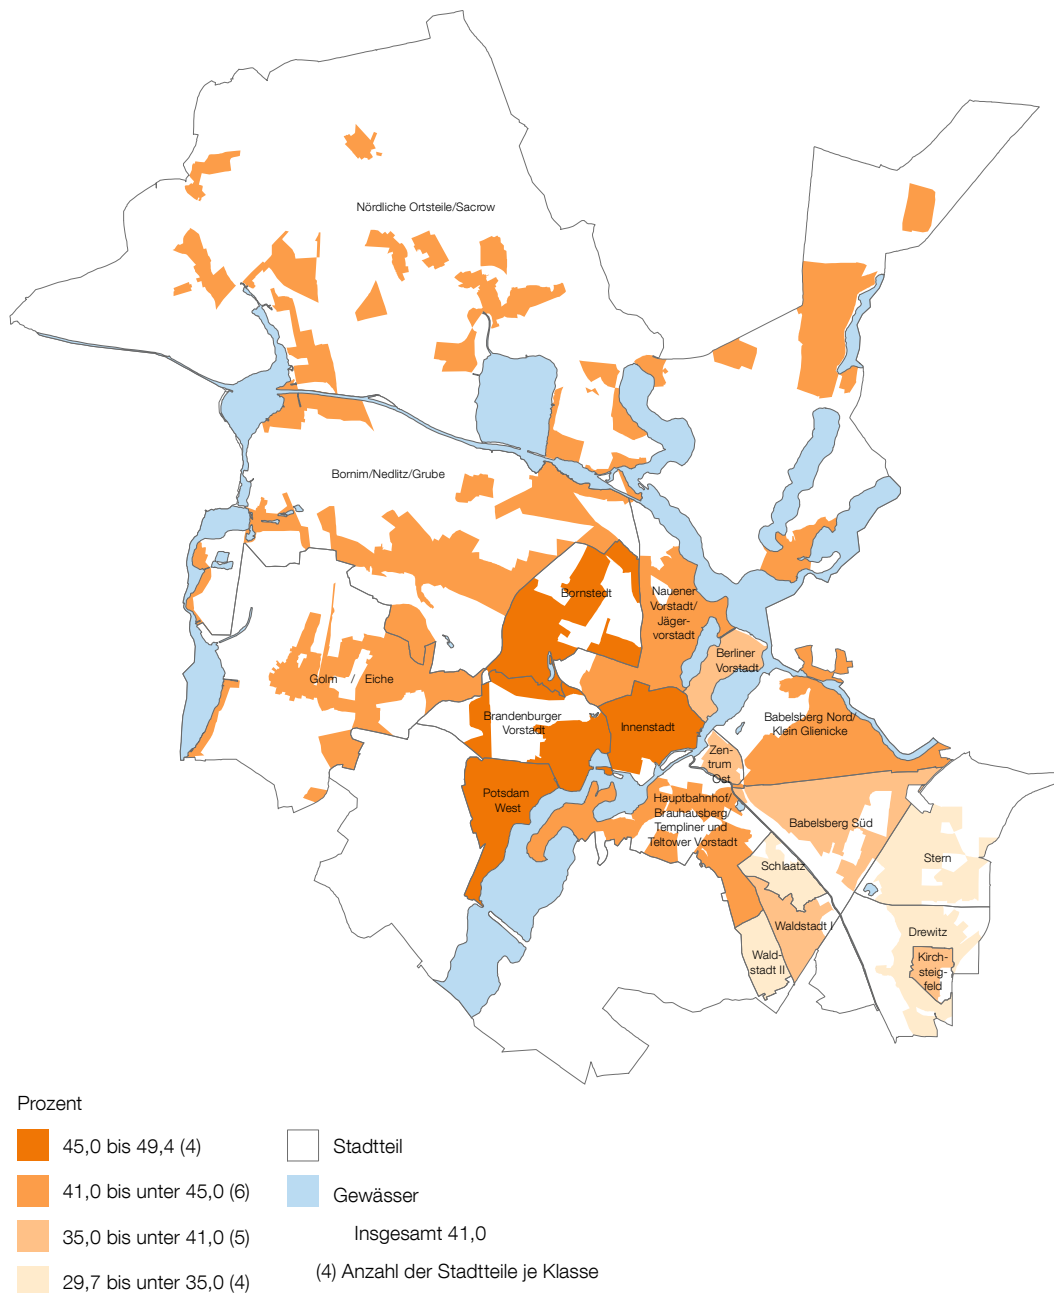 Nördliche Ortsteile/Sacrow
Bornim/Nedlitz/Grube
Bornstedt
Nauener
Vorstadt/
Jäger-
vorstadt
Berliner
Vorstadt
Golm / Eiche
Brandenburger
Vorstadt
Innenstadt
Babelsberg Nord/
Klein Glienicke
Zen-
trum
Ost
Potsdam
West
Hauptbahnhof/
Brauhausberg/
Templiner und
Teltower Vorstadt
Babelsberg Süd
Stern
Schlaatz
Waldstadt I
Drewitz
Wald-
stadt II
Kirch-
steig-
feld
Prozent
45,0 bis 49,4 (4)
41,0 bis unter 45,0 (6)
35,0 bis unter 41,0 (5)
29,7 bis unter 35,0 (4)
Stadtteil
Gewässer
Insgesamt 41,0
(4) Anzahl der Stadtteile je Klasse